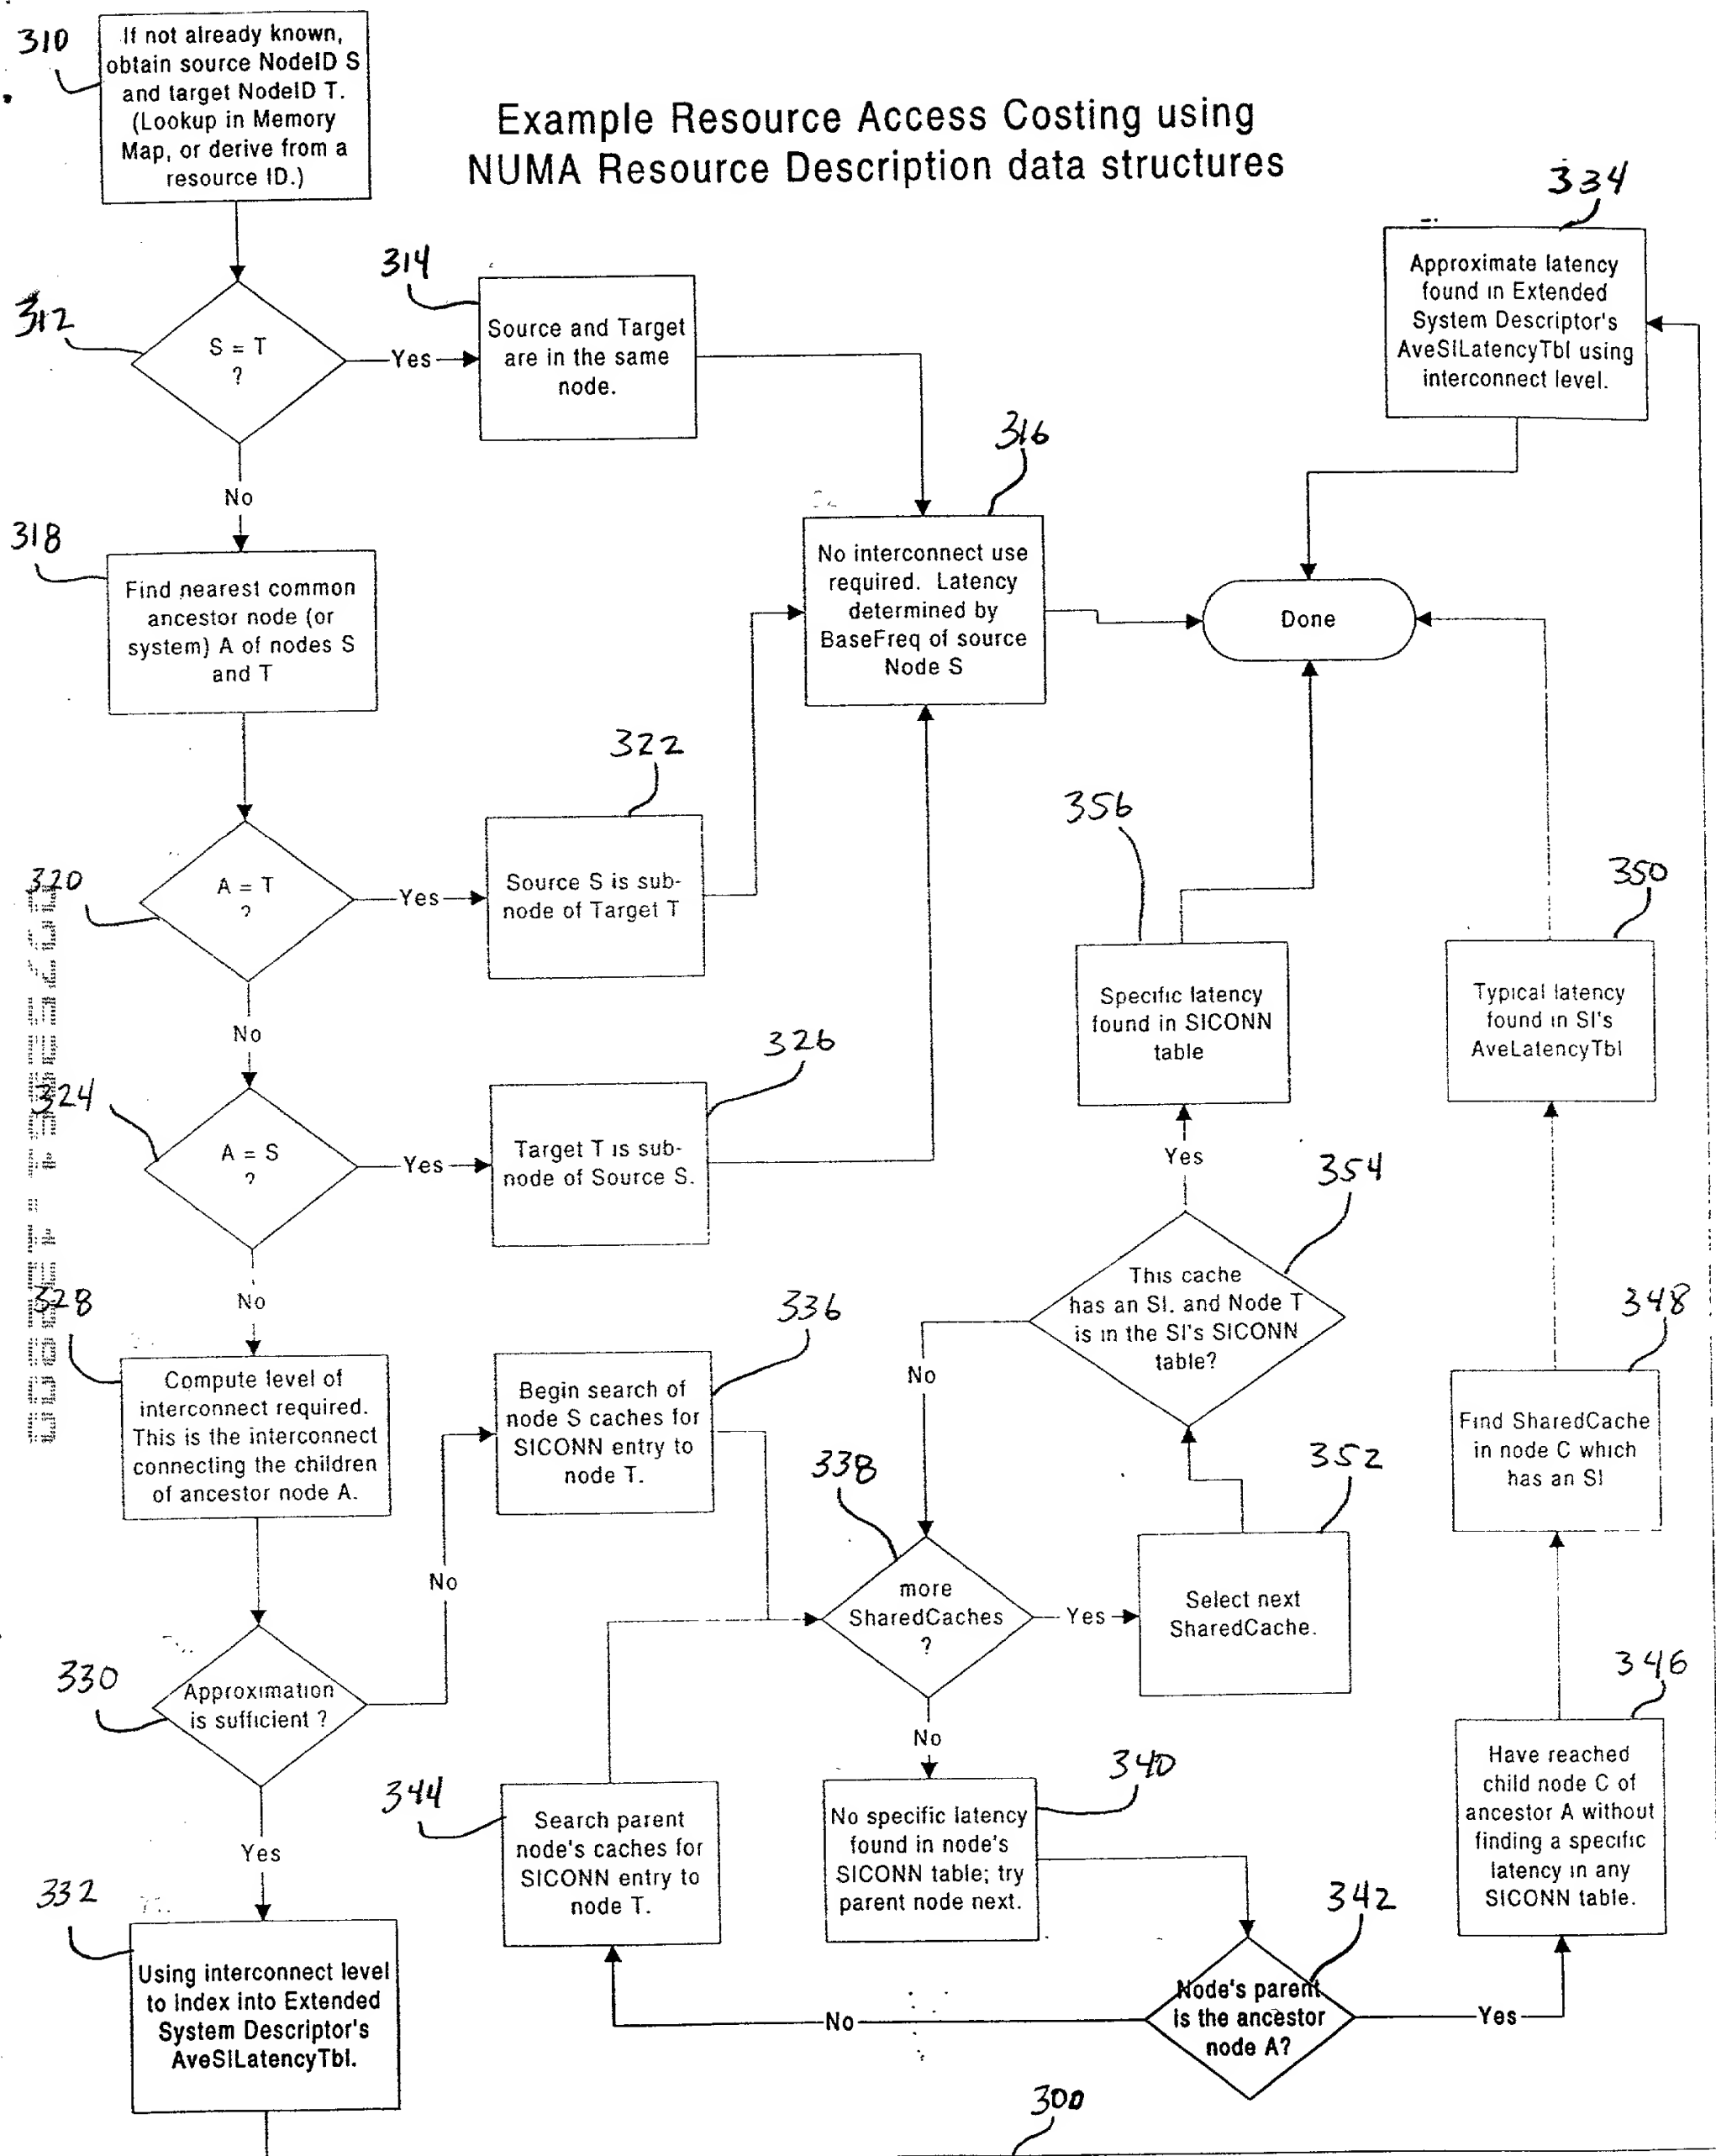 310
If not already known,
obtain source NodeID S
and target NodeID T.
(Lookup in Memory
Map, or derive from a
resource ID.)
Example Resource Access Costing using
NUMA Resource Description data structures
334
Approximate latency
found in Extended
System Descriptor's
AveSILatencyTbl using
interconnect level.
312
S = T
?
Yes
No
314
Source and Target
are in the same
node.
316
No interconnect use
required. Latency
determined by
BaseFreq of source
Node S
Done
318
Find nearest common
ancestor node (or
system) A of nodes S
and T
320
A = T
?
Yes
No
322
Source S is sub-
node of Target T
324
A = S
?
Yes
No
326
Target T is sub-
node of Source S.
356
Specific latency
found in SICONN
table
350
Typical latency
found in SI's
AveLatencyTbl
Yes
354
This cache
has an SI. and Node T
is in the SI's SICONN
table?
No
328
Compute level of
interconnect required.
This is the interconnect
connecting the children
of ancestor node A.
336
Begin search of
node S caches for
SICONN entry to
node T.
348
Find SharedCache
in node C which
has an SI
338
more
SharedCaches
?
Yes
No
352
Select next
SharedCache.
330
Approximation
is sufficient ?
No
Yes
344
Search parent
node's caches for
SICONN entry to
node T.
340
No specific latency
found in node's
SICONN table; try
parent node next.
346
Have reached
child node C of
ancestor A without
finding a specific
latency in any
SICONN table.
342
Node's parent
is the ancestor
node A?
No
Yes
332
Using interconnect level
to Index into Extended
System Descriptor's
AveSILatencyTbl.
300